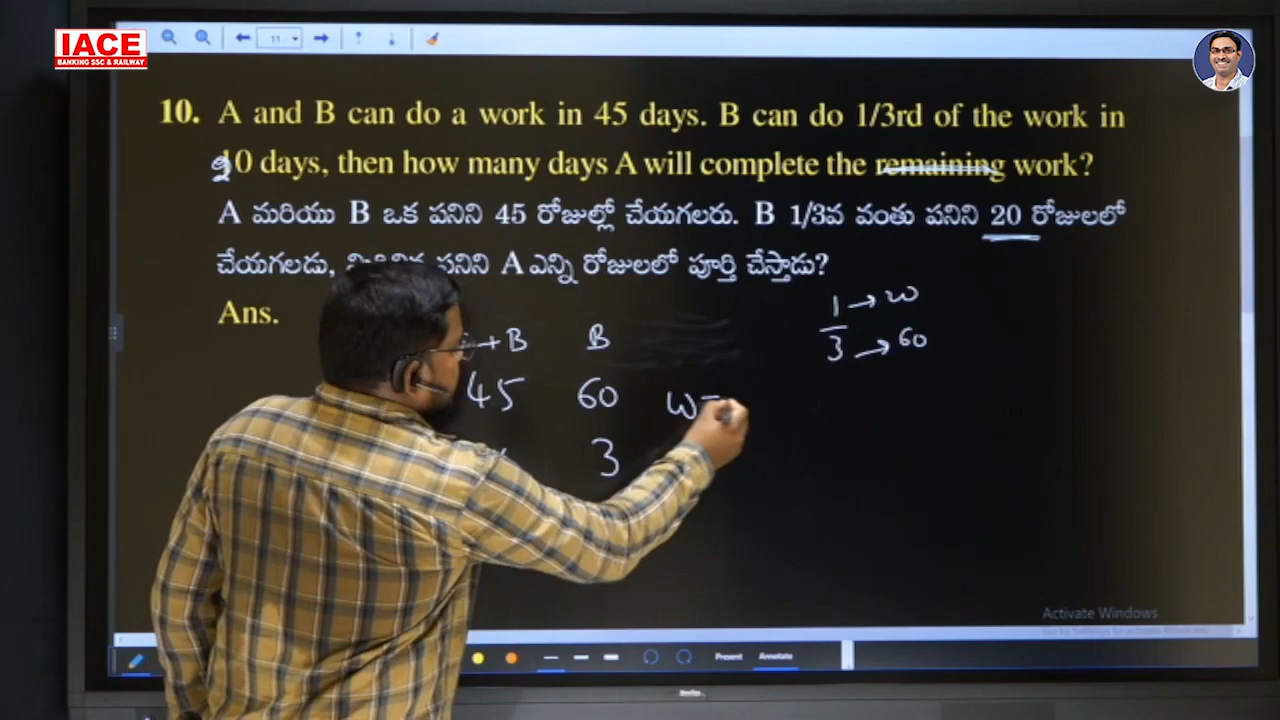 IACE
BANKING SSC & RAILWAY
11
10. A and B can do a work in 45 days. B can do 1/3rd of the work in
20 days, then how many days A will complete the remaining work?
A మరియు B ఒక పనిని 45 రోజుల్లో చేయగలరు. B 1/3వ వంతు పనిని 20 రోజులలో
చేయగలడు, పనిని A ఎన్ని రోజులలో పూర్తి చేస్తాడు?
Ans.
+ B B
45 60 W=
3
1 → 20
3 → 60
Activate Windows
Present Annotate